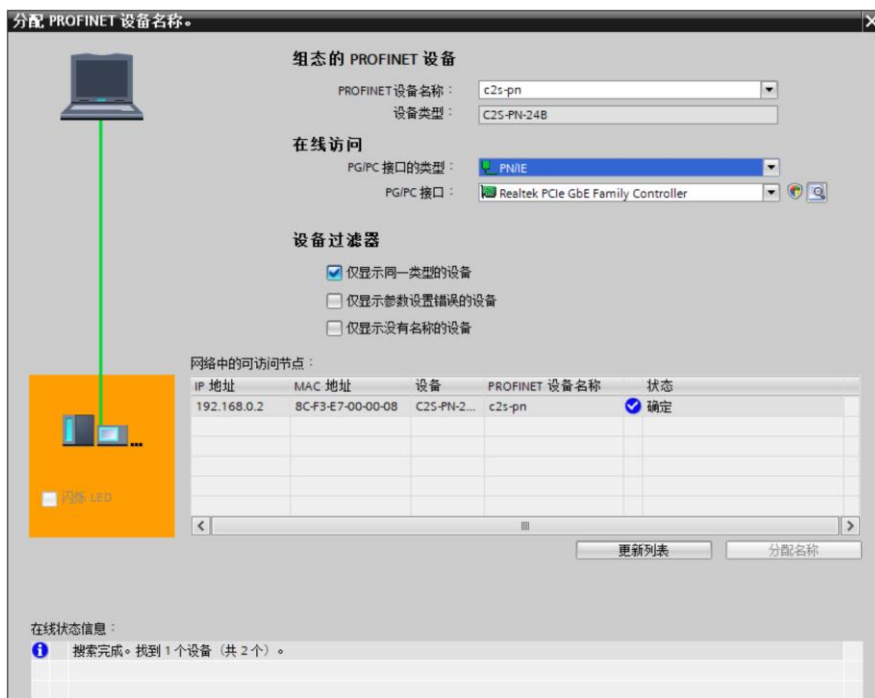 分配 PROFINET 设备名称。
组态的 PROFINET 设备
PROFINET设备名称： c2s-pn
设备类型： C2S-PN-24B
在线访问
PG/PC 接口的类型： PN/IE
PG/PC 接口： Realtek PCIe GbE Family Controller
设备过滤器
仅显示同一类型的设备
仅显示参数设置错误的设备
仅显示没有名称的设备
网络中的可访问节点：
IP 地址 MAC 地址 设备 PROFINET 设备名称 状态
192.168.0.2 8C-F3-E7-00-00-08 C2S-PN-2... c2s-pn 确定
...
闪烁 LED
更新列表 分配名称
在线状态信息：
搜索完成。找到 1 个设备（共 2 个）。